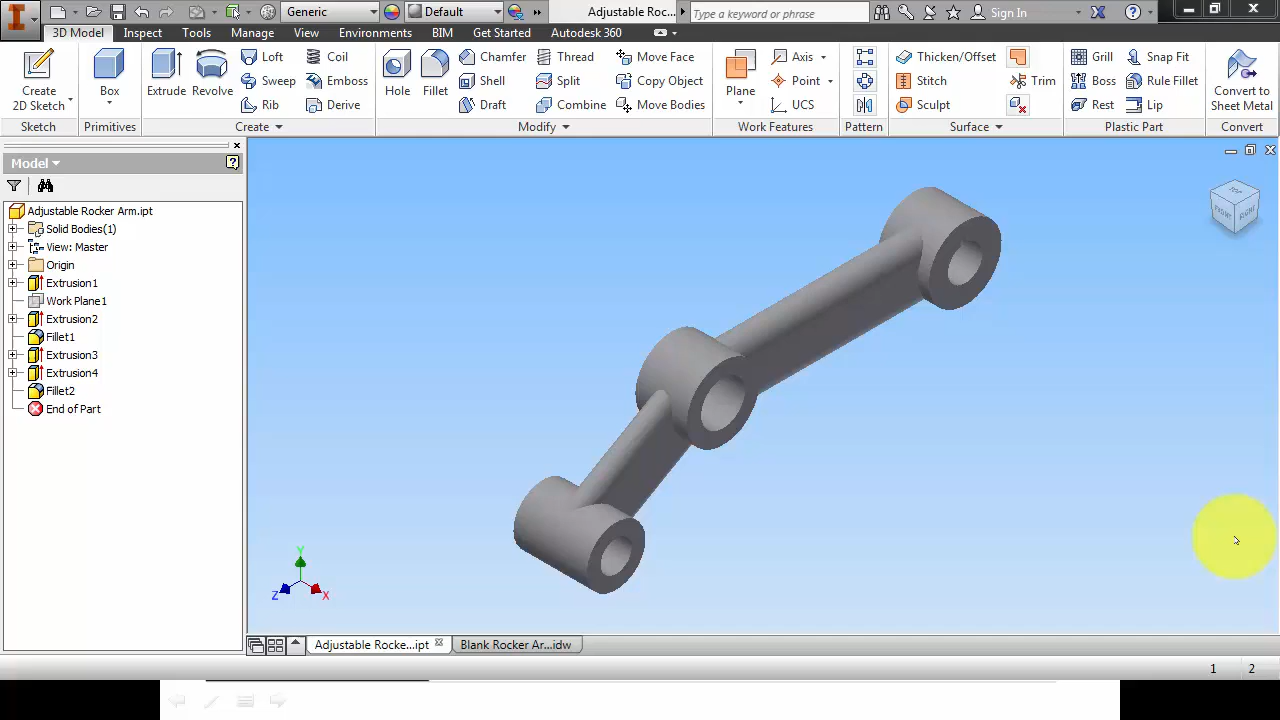 Generic
Default
Adjustable Roc...
Type a keyword or phrase
Sign In
3D Model Inspect Tools Manage View Environments BIM Get Started Autodesk 360
Create
2D Sketch
Box
Extrude
Revolve
Loft
Sweep
Rib
Coil
Emboss
Derive
Hole
Fillet
Chamfer
Shell
Draft
Thread
Split
Combine
Move Face
Copy Object
Move Bodies
Plane
Axis
Point
UCS
Thicken/Offset
Stitch
Sculpt
Trim
Grill
Boss
Rest
Snap Fit
Rule Fillet
Lip
Convert to
Sheet Metal
Sketch Primitives Create Modify Work Features Pattern Surface Plastic Part Convert
Model
Adjustable Rocker Arm.ipt
Solid Bodies(1)
View: Master
Origin
Extrusion1
Work Plane1
Extrusion2
Fillet1
Extrusion3
Extrusion4
Fillet2
End of Part
TOP
FRONT
RIGHT
Y
Z
X
Adjustable Rocke...ipt
Blank Rocker Ar...idw
1 2